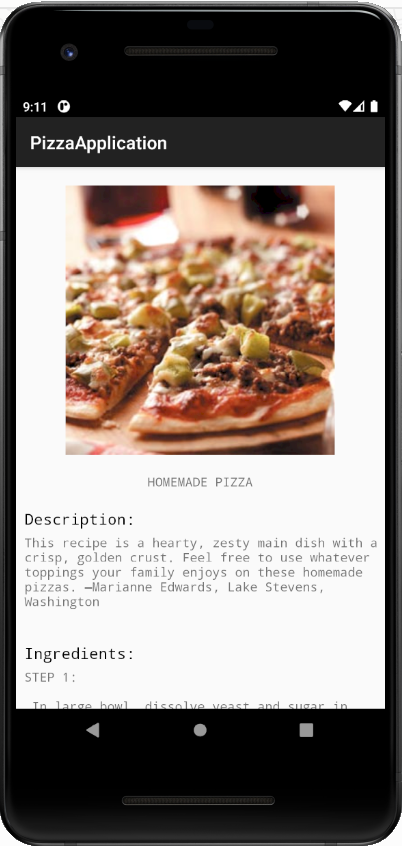 9:11
PizzaApplication
HOMEMADE PIZZA
Description:
This recipe is a hearty, zesty main dish with a
crisp, golden crust. Feel free to use whatever
toppings your family enjoys on these homemade
pizzas. —Marianne Edwards, Lake Stevens,
Washington
Ingredients:
STEP 1:
In large bowl, dissolve yeast and sugar in